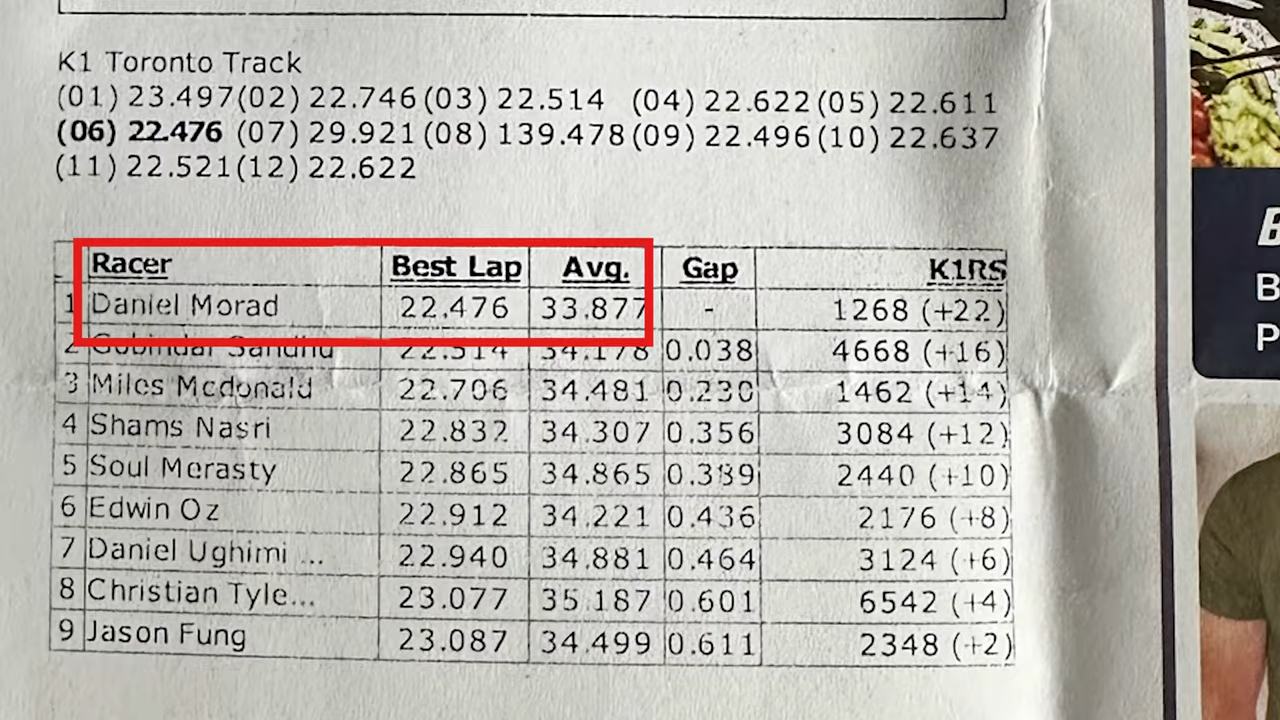 K1 Toronto Track
(01) 23.497(02) 22.746(03) 22.514 (04) 22.622(05) 22.611
(06) 22.476 (07) 29.921(08) 139.478(09) 22.496(10) 22.637
(11) 22.521(12) 22.622
Racer Best Lap Avg. Gap K1RS
1 Daniel Morad 22.476 33.877 - 1268 (+22)
2 Gobindar Sandhu 22.514 34.178 0.038 4668 (+16)
3 Miles Mcdonald 22.706 34.481 0.230 1462 (+14)
4 Shams Nasri 22.832 34.307 0.356 3084 (+12)
5 Soul Merasty 22.865 34.865 0.389 2440 (+10)
6 Edwin Oz 22.912 34.221 0.436 2176 (+8)
7 Daniel Ughimi ... 22.940 34.881 0.464 3124 (+6)
8 Christian Tyle... 23.077 35.187 0.601 6542 (+4)
9 Jason Fung 23.087 34.499 0.611 2348 (+2)